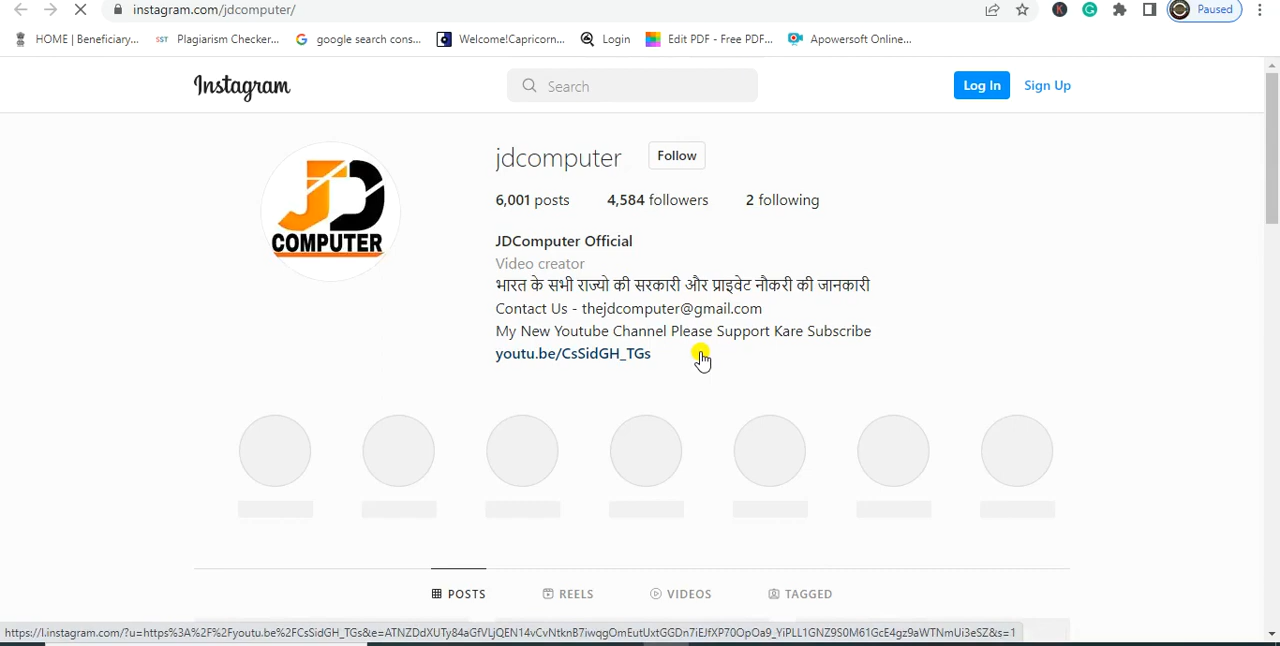 instagram.com/jdcomputer/
Paused
HOME | Beneficiary...
SST Plagiarism Checker...
google search cons...
Welcome!Capricorn...
Login
Edit PDF - Free PDF...
Apowersoft Online...
Instagram
Search
Log In
Sign Up
JD
COMPUTER
jdcomputer
Follow
6,001 posts
4,584 followers
2 following
JDComputer Official
Video creator
भारत के सभी राज्यो की सरकारी और प्राइवेट नौकरी की जानकारी
Contact Us - thejdcomputer@gmail.com
My New Youtube Channel Please Support Kare Subscribe
youtu.be/CsSidGH_TGs
POSTS
REELS
VIDEOS
TAGGED